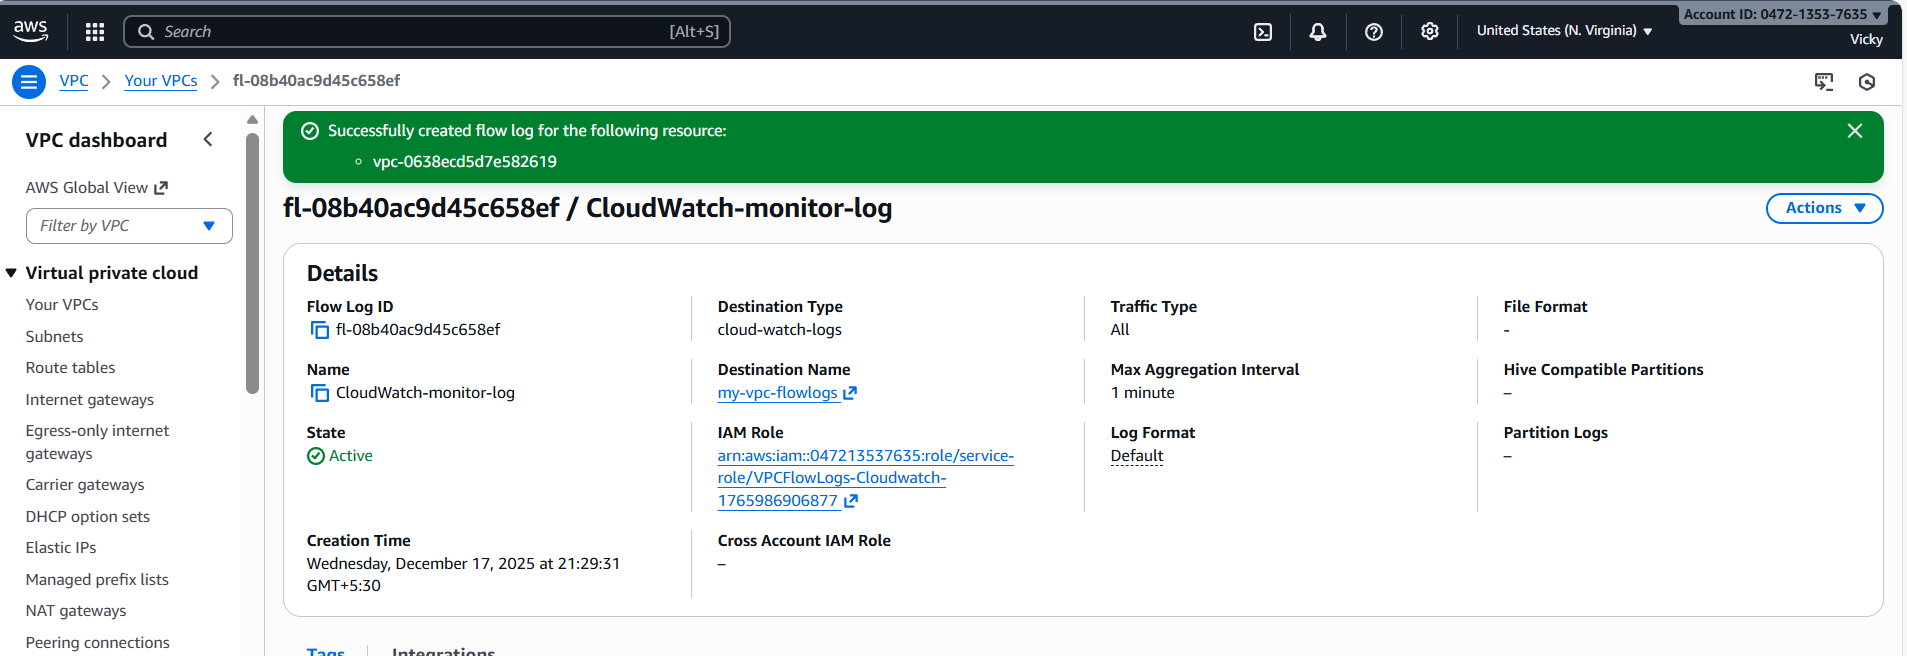 aws
Search
[Alt+S]
United States (N. Virginia)
Account ID: 0472-1353-7635
Vicky
VPC
Your VPCs
fl-08b40ac9d45c658ef
VPC dashboard
AWS Global View
Filter by VPC
Virtual private cloud
Your VPCs
Subnets
Route tables
Internet gateways
Egress-only internet
gateways
Carrier gateways
DHCP option sets
Elastic IPs
Managed prefix lists
NAT gateways
Peering connections
Successfully created flow log for the following resource:
vpc-0638ecd5d7e582619
fl-08b40ac9d45c658ef / CloudWatch-monitor-log
Actions
Details
Flow Log ID
fl-08b40ac9d45c658ef
Destination Type
cloud-watch-logs
Traffic Type
All
File Format
-
Name
CloudWatch-monitor-log
Destination Name
my-vpc-flowlogs
Max Aggregation Interval
1 minute
Hive Compatible Partitions
–
State
Active
IAM Role
arn:aws:iam::047213537635:role/service-
role/VPCFlowLogs-Cloudwatch-
1765986906877
Log Format
Default
Partition Logs
–
Creation Time
Wednesday, December 17, 2025 at 21:29:31
GMT+5:30
Cross Account IAM Role
–
Tags
Integrations